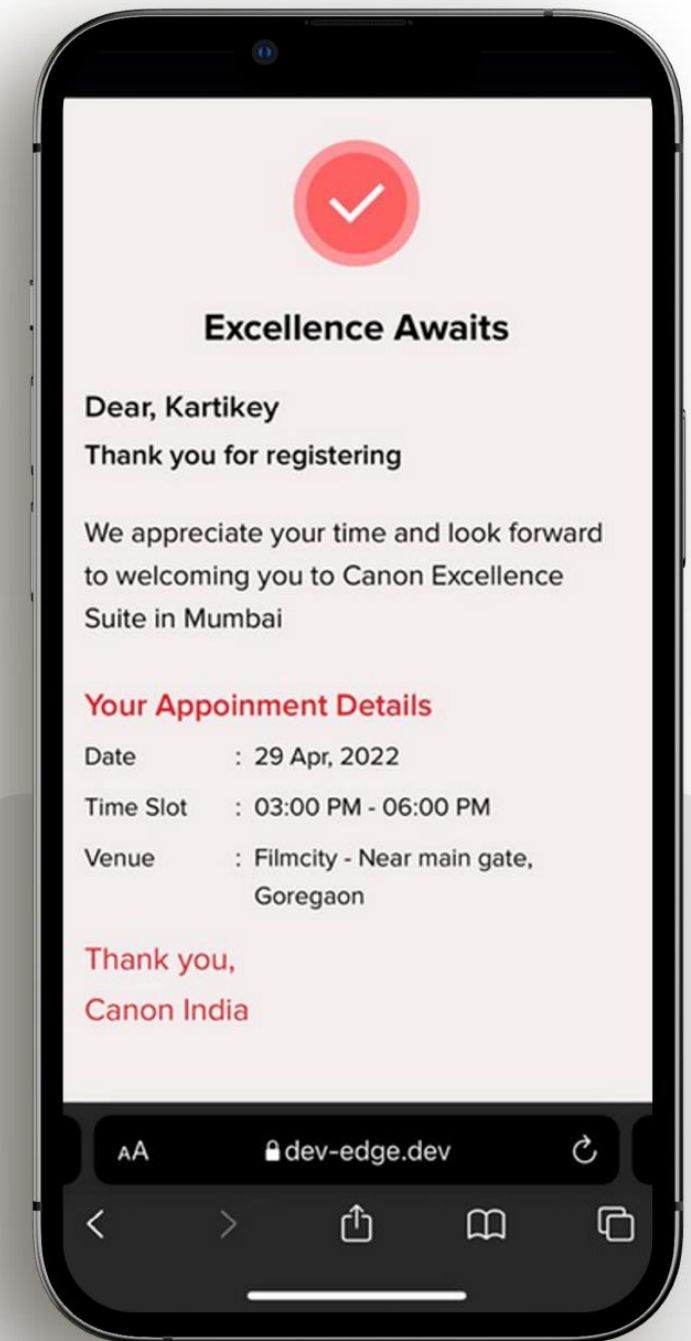 Excellence Awaits
Dear, Kartikey
Thank you for registering
We appreciate your time and look forward
to welcoming you to Canon Excellence
Suite in Mumbai
Your Appoinment Details
Date : 29 Apr, 2022
Time Slot : 03:00 PM - 06:00 PM
Venue : Filmcity - Near main gate,
Goregaon
Thank you,
Canon India
AA dev-edge.dev